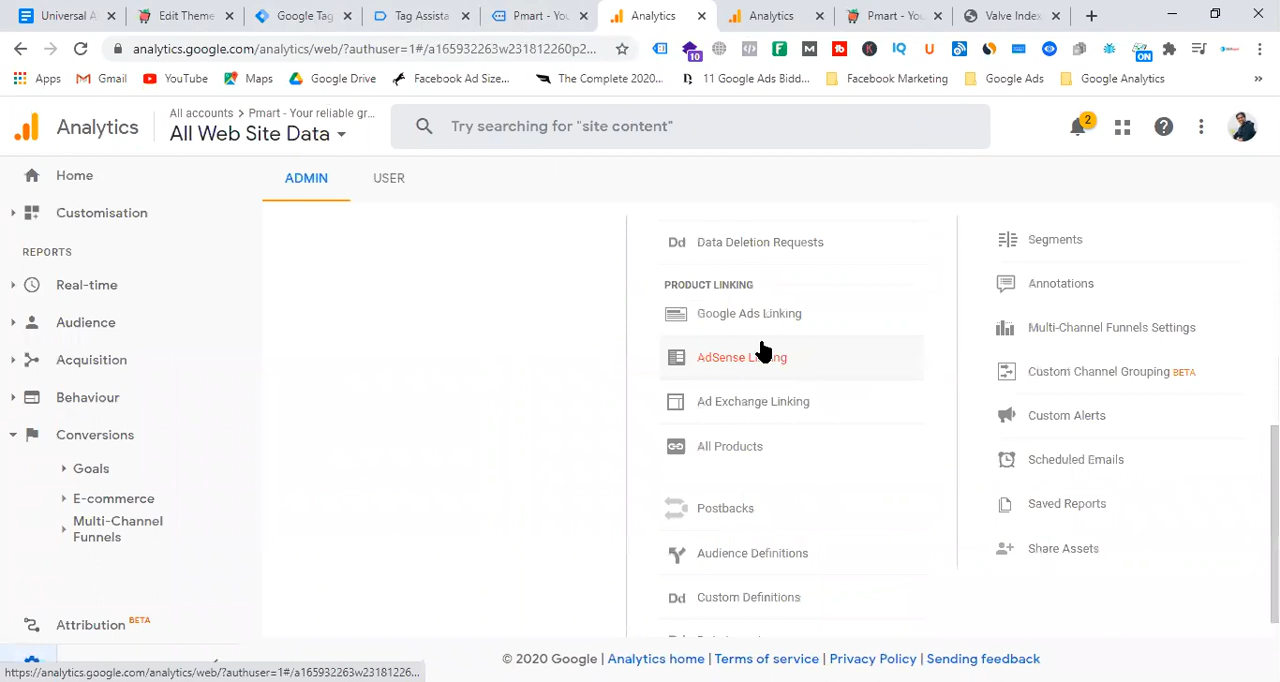 Universal A
Edit Theme
Google Tag
Tag Assista
Pmart - You
Analytics
Analytics
Pmart - You
Valve Index
analytics.google.com/analytics/web/?authuser=1#/a165932263w231812260p2...
10
ON
Apps
Gmail
YouTube
Maps
Google Drive
Facebook Ad Size...
The Complete 2020...
11 Google Ads Bidd...
Facebook Marketing
Google Ads
Google Analytics
Analytics
All accounts > Pmart - Your reliable gr...
All Web Site Data
Try searching for "site content"
2
Home
Customisation
REPORTS
Real-time
Audience
Acquisition
Behaviour
Conversions
Goals
E-commerce
Multi-Channel
Funnels
Attribution BETA
ADMIN
USER
Data Deletion Requests
PRODUCT LINKING
Google Ads Linking
AdSense Linking
Ad Exchange Linking
All Products
Postbacks
Audience Definitions
Dd Custom Definitions
Segments
Annotations
Multi-Channel Funnels Settings
Custom Channel Grouping BETA
Custom Alerts
Scheduled Emails
Saved Reports
Share Assets
© 2020 Google | Analytics home | Terms of service | Privacy Policy | Sending feedback
https://analytics.google.com/analytics/web/?authuser=1#/a165932263w23181226...